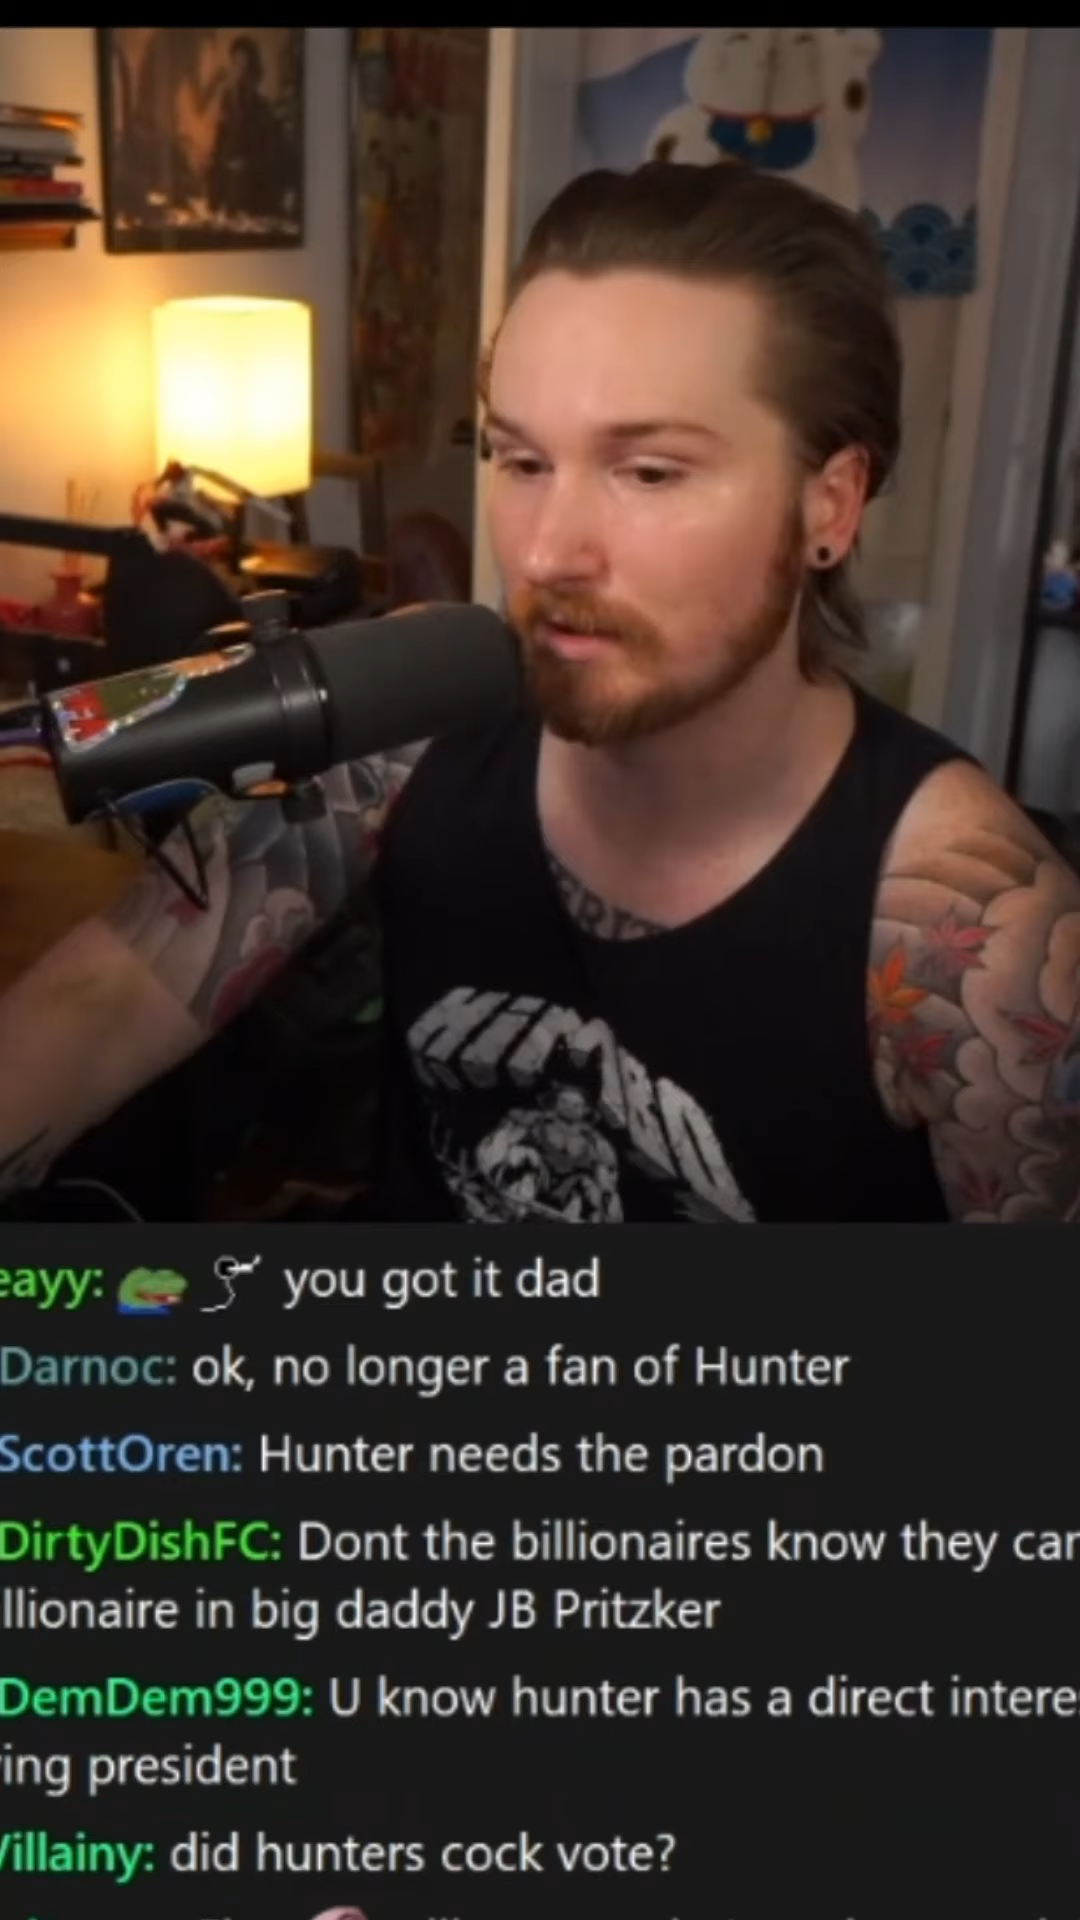 HIMBO
eayy: you got it dad
Darnoc: ok, no longer a fan of Hunter
ScottOren: Hunter needs the pardon
DirtyDishFC: Dont the billionaires know they can
llionaire in big daddy JB Pritzker
DemDem999: U know hunter has a direct intere
ing president
Villainy: did hunters cock vote?